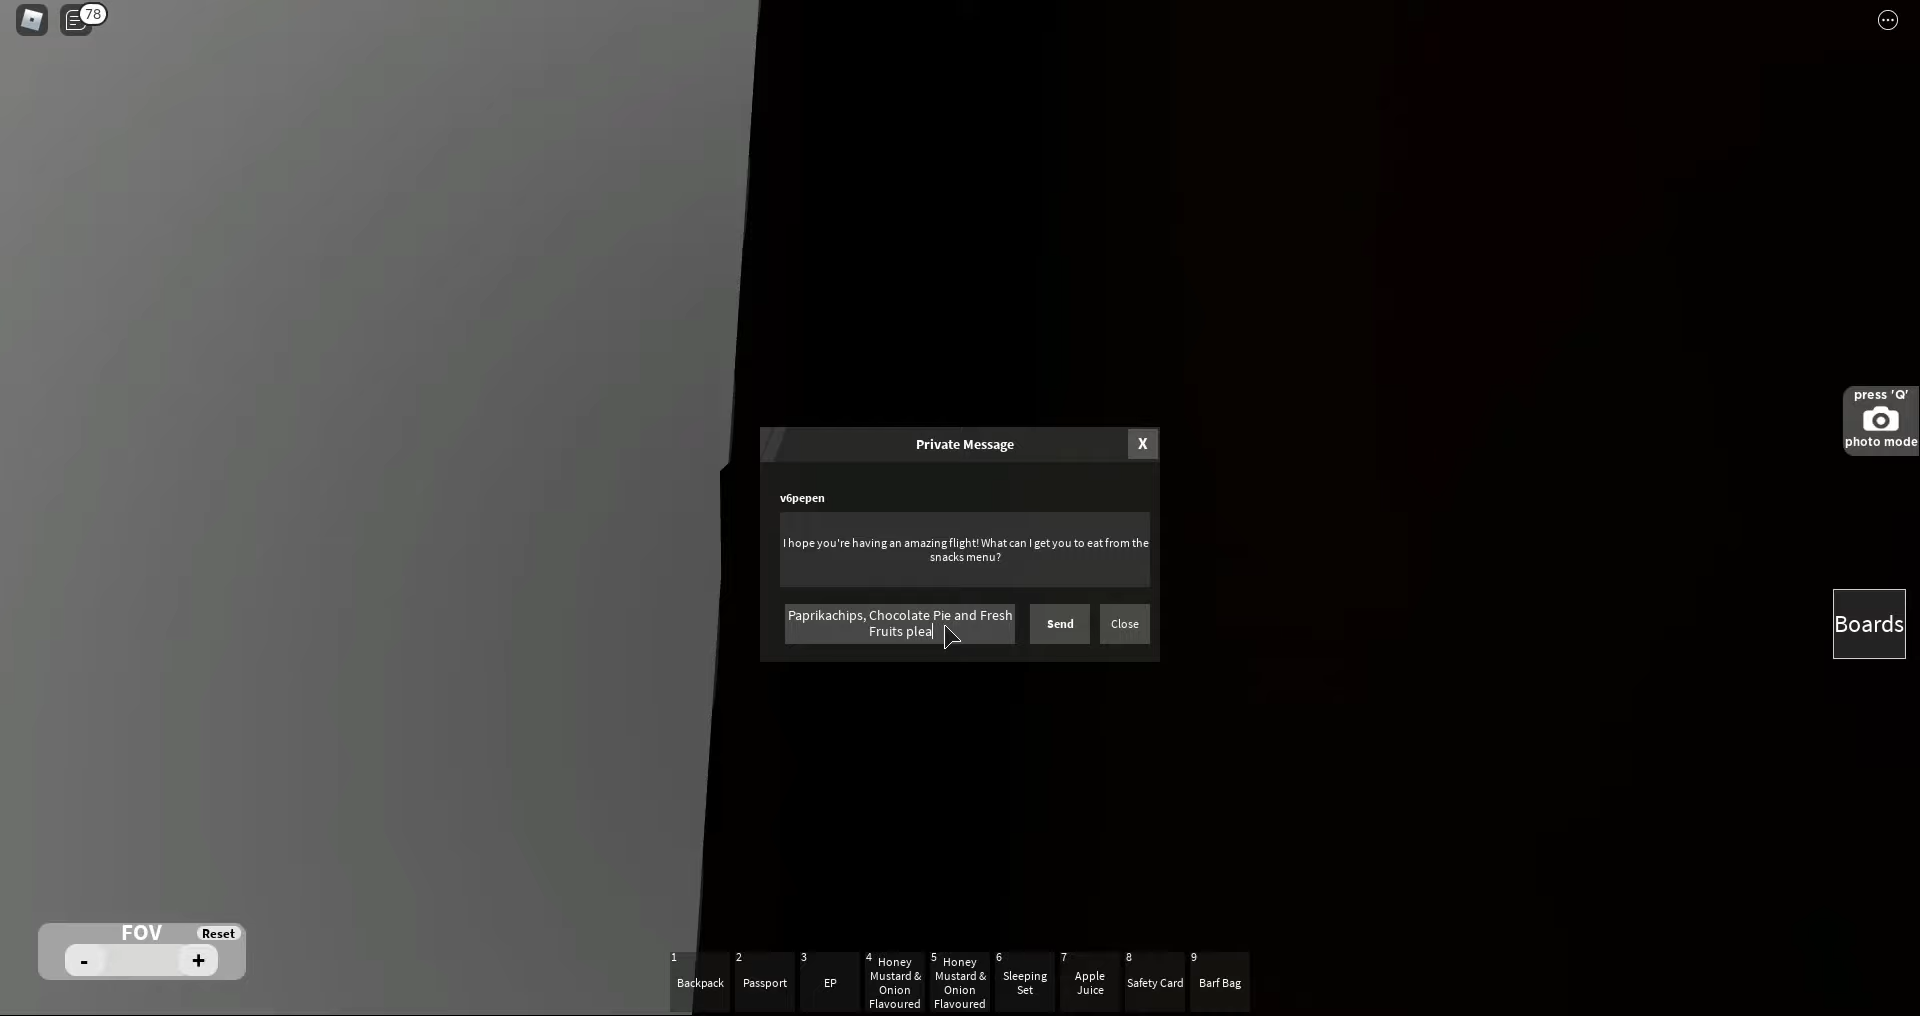 78
press 'Q'
photo mode
Private Message
X
v6pepen
I hope you're having an amazing flight! What can I get you to eat from the
snacks menu?
Paprikachips, Chocolate Pie and Fresh
Fruits plea
Send
Close
Boards
FOV
Reset
-
+
1
Backpack
2
Passport
3
EP
4
Honey
Mustard &
Onion
Flavoured
5
Honey
Mustard &
Onion
Flavoured
6
Sleeping
Set
7
Apple
Juice
8
Safety Card
9
Barf Bag